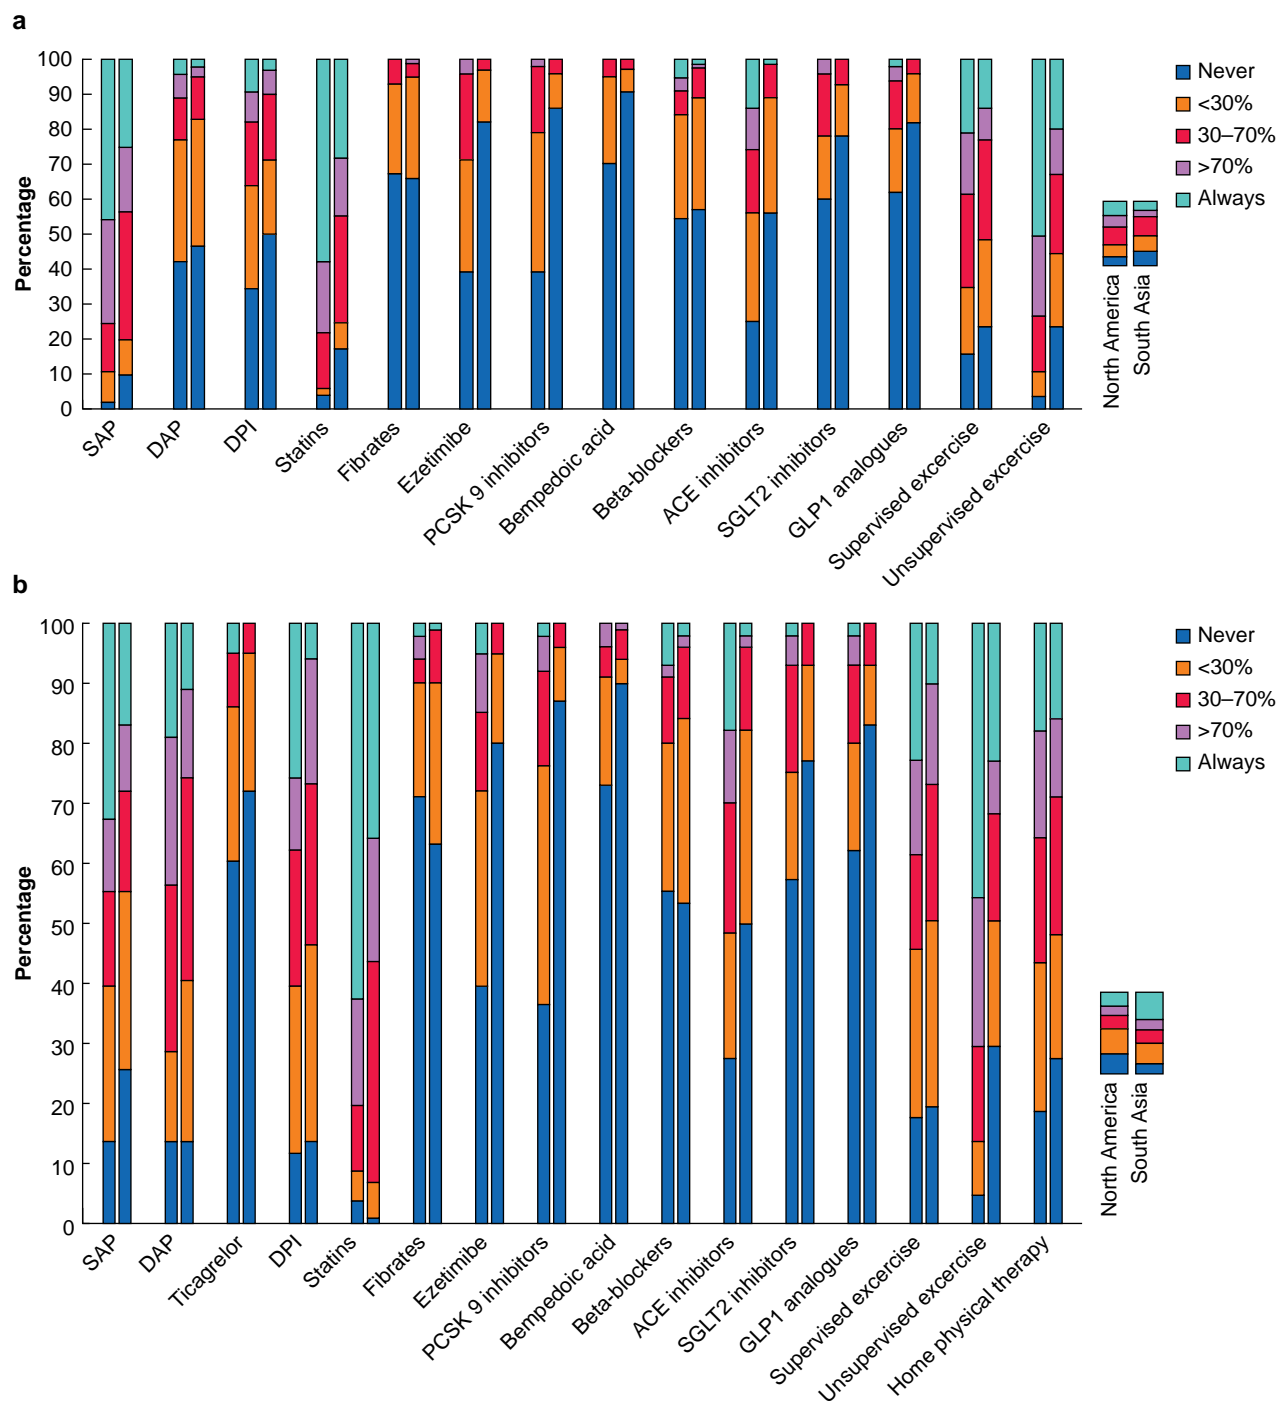 a
100
90
80
70
60
50
40
30
20
10
0
Percentage
SAP
DAP
DPI
Statins
Fibrates
Ezetimibe
PCSK 9 inhibitors
Bempedoic acid
Beta-blockers
ACE inhibitors
SGLT2 inhibitors
GLP1 analogues
Supervised excercise
Unsupervised excercise
Never
<30%
30–70%
>70%
Always
North America
South Asia
b
100
90
80
70
60
50
40
30
20
10
0
Percentage
SAP
DAP
Ticagrelor
DPI
Statins
Fibrates
Ezetimibe
PCSK 9 inhibitors
Bempedoic acid
Beta-blockers
ACE inhibitors
SGLT2 inhibitors
GLP1 analogues
Supervised excercise
Unsupervised excercise
Home physical therapy
Never
<30%
30–70%
>70%
Always
North America
South Asia